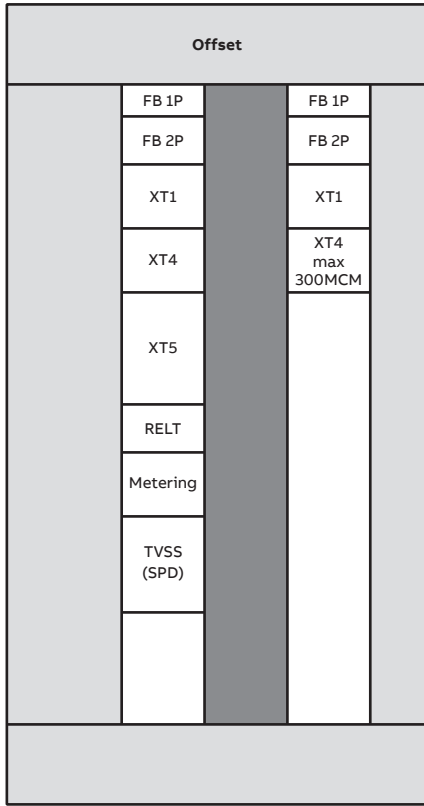 Offset
FB 1P
FB 2P
XT1
XT4
XT5
RELT
Metering
TVSS
(SPD)
FB 1P
FB 2P
XT1
XT4
max
300MCM